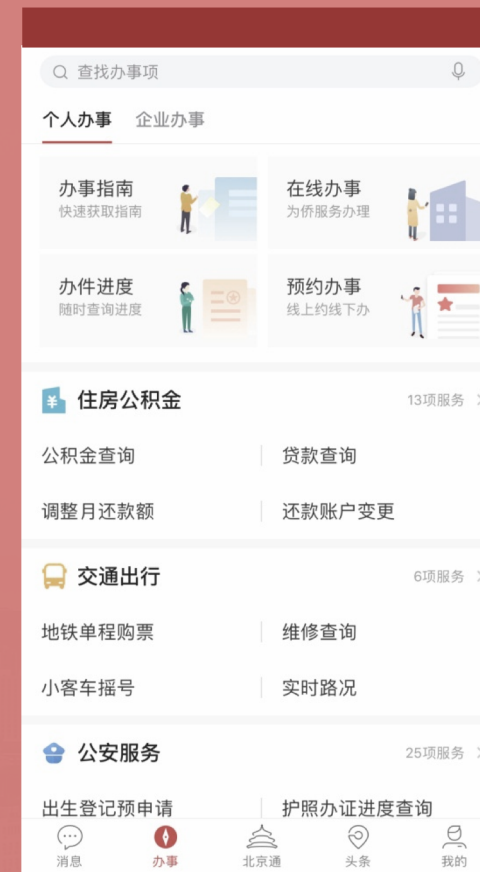 查找办事项
个人办事 企业办事
办事指南 在线办事
快速获取指南 为侨服务办理
办件进度 预约办事
随时查询进度 线上约线下办
住房公积金 13项服务
公积金查询 贷款查询
调整月还款额 还款账户变更
交通出行 6项服务
地铁单程购票 维修查询
小客车摇号 实时路况
公安服务 25项服务
出生登记预申请 护照办证进度查询
消息 办事 北京通 头条 我的